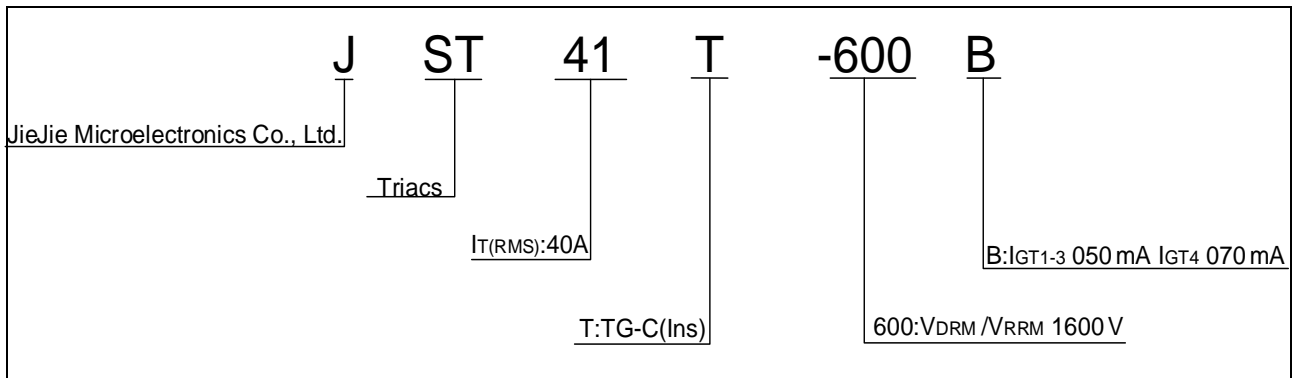 J ST 41 T -600 B
JieJie Microelectronics Co., Ltd.
Triacs
IT(RMS):40A
B:IGT1-3 050 mA IGT4 070 mA
T:TG-C(Ins)
600:VDRM /VRRM 1600 V